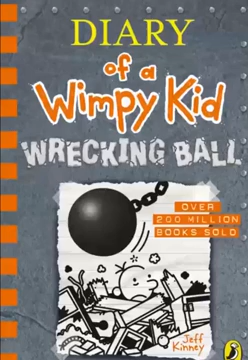 DIARY
of a
Wimpy Kid
WRECKING BALL
OVER
200 MILLION
BOOKS SOLD
Jeff
Kinney